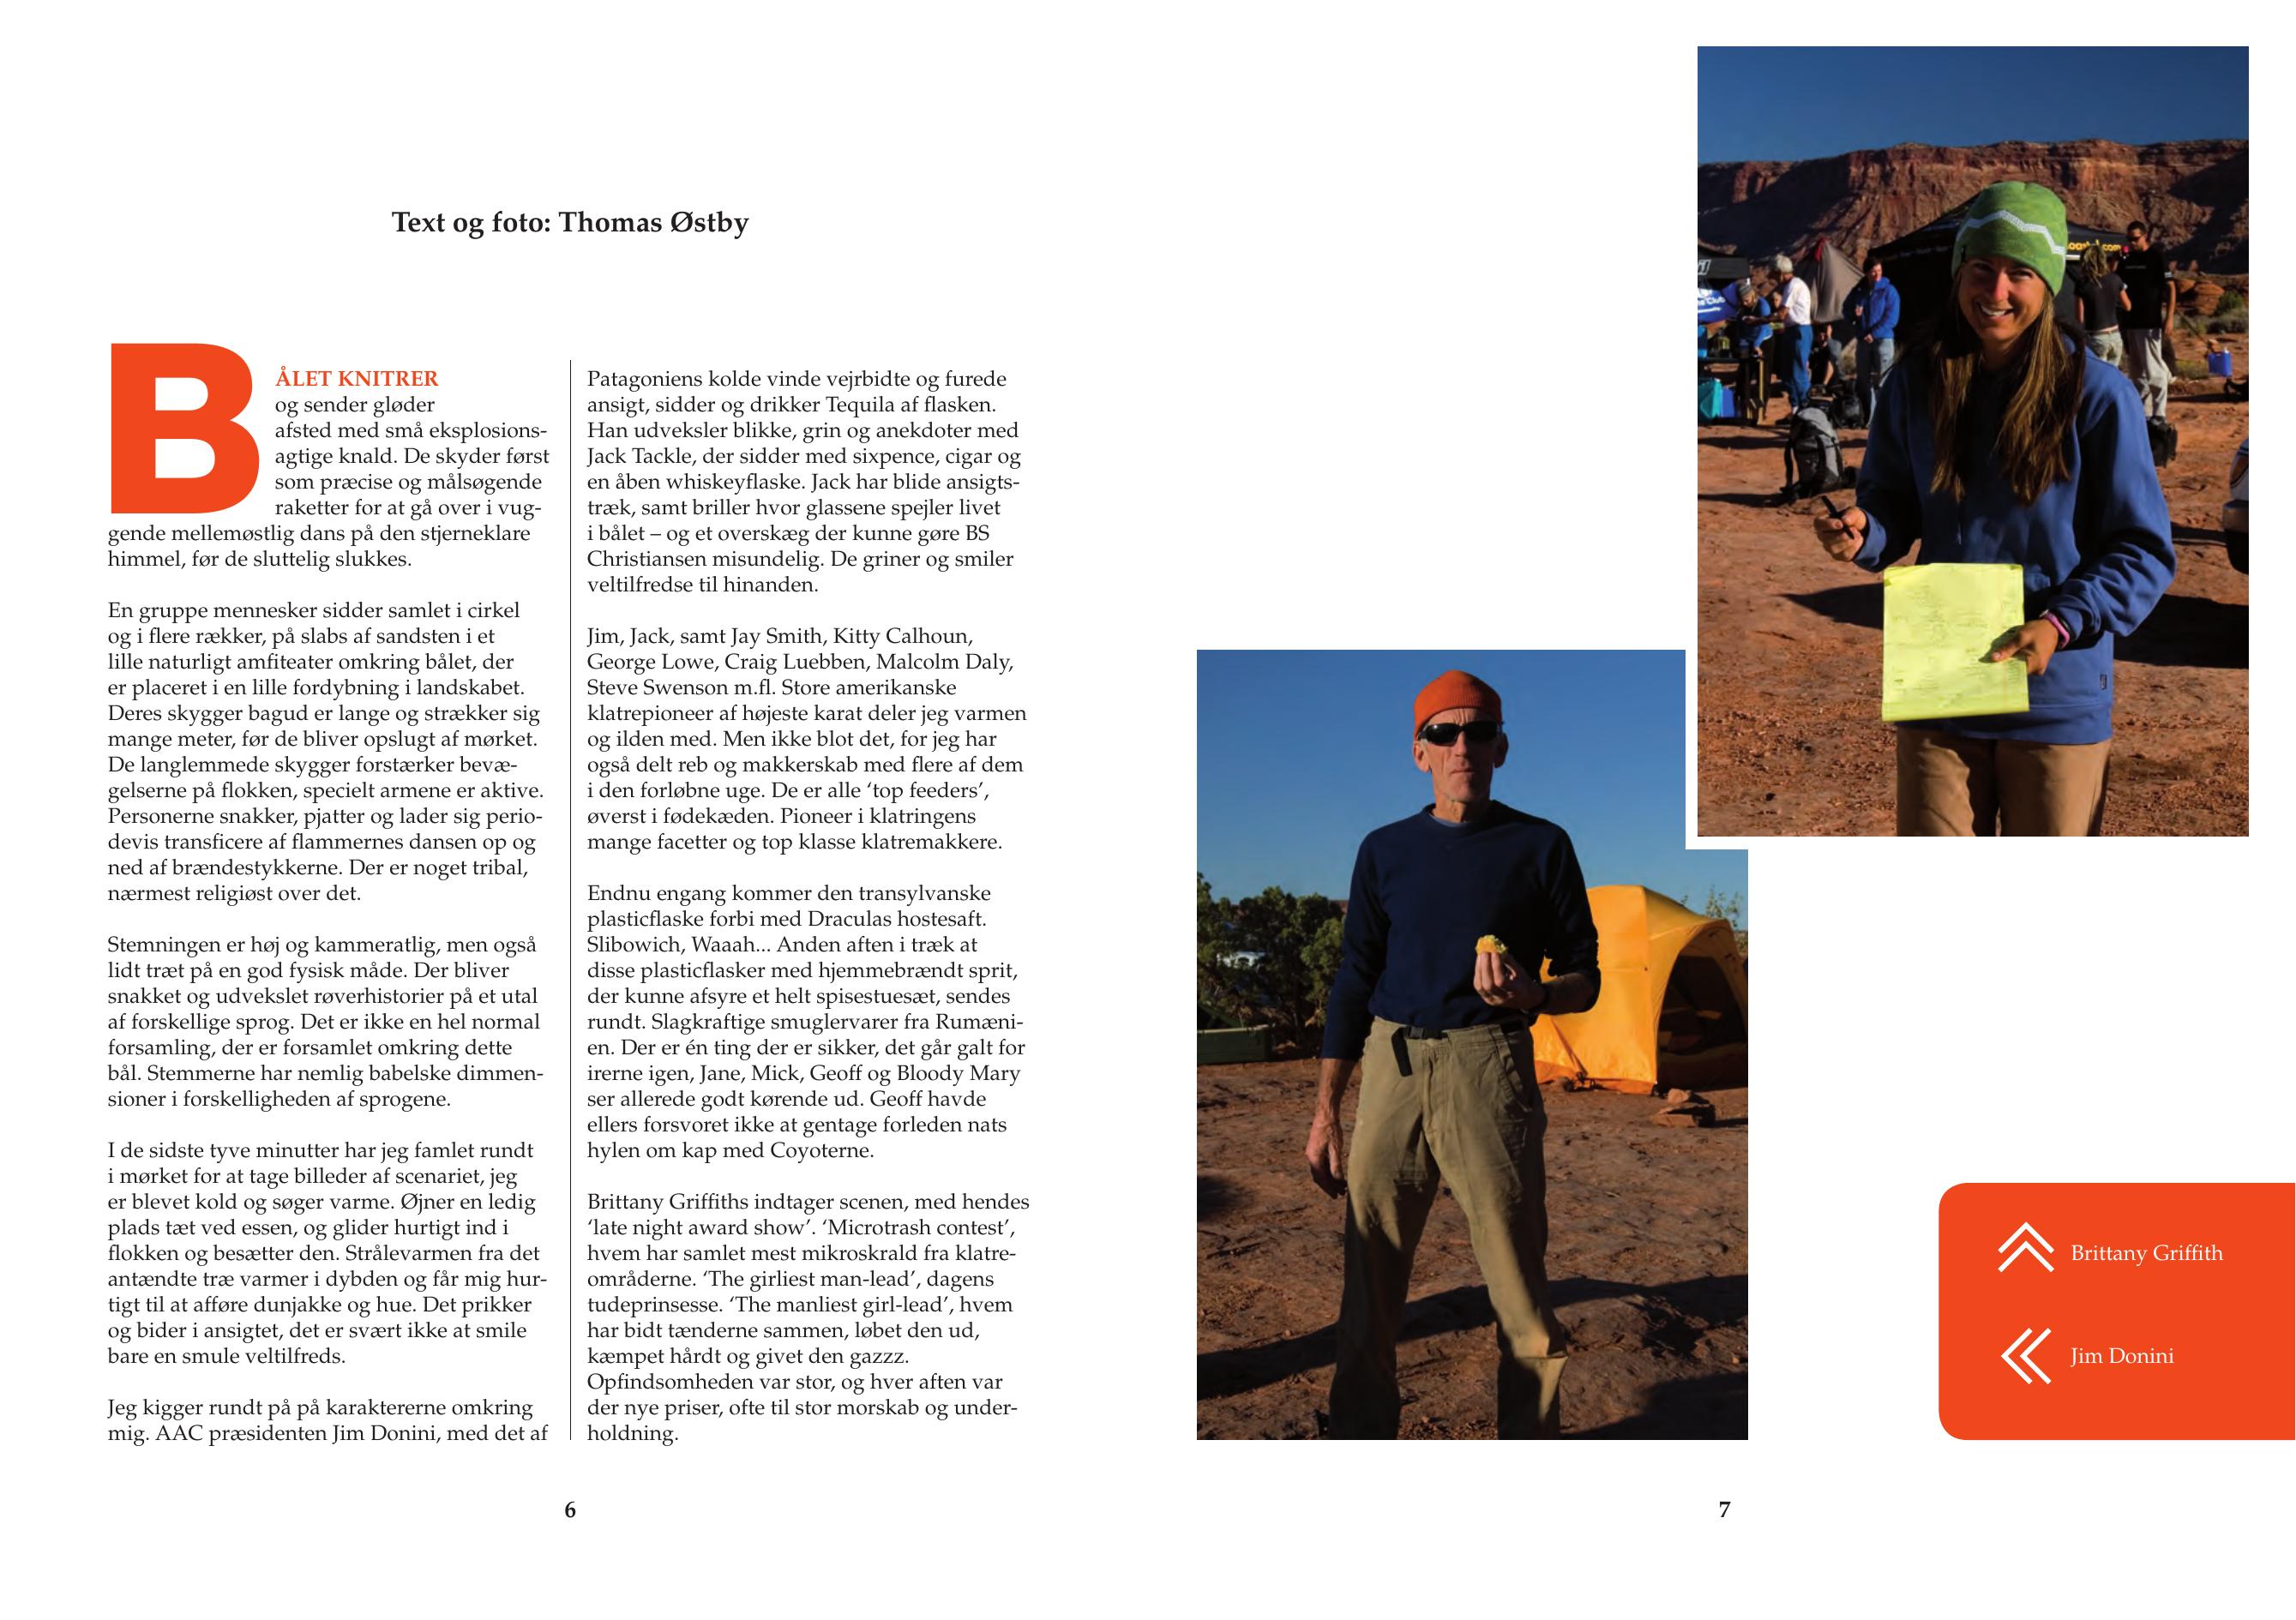 Text og foto: Thomas Østby
BÅLET KNITRER
og sender gløder
afsted med små eksplosions-
agtige knald. De skyder først
som præcise og målsøgende
raketter for at gå over i vug-
gende mellemøstlig dans på den stjerneklare
himmel, før de sluttelig slukkes.
En gruppe mennesker sidder samlet i cirkel
og i flere rækker, på slabs af sandsten i et
lille naturligt amfiteater omkring bålet, der
er placeret i en lille fordybning i landskabet.
Deres skygger bagud er lange og strækker sig
mange meter, før de bliver opslugt af mørket.
De langlemmede skygger forstærker bevæ-
gelserne på flokken, specielt armene er aktive.
Personerne snakker, pjatter og lader sig perio-
devis transficere af flammernes dansen op og
ned af brændestykkerne. Der er noget tribal,
nærmest religiøst over det.
Stemningen er høj og kammeratlig, men også
lidt træt på en god fysisk måde. Der bliver
snakket og udvekslet røverhistorier på et utal
af forskellige sprog. Det er ikke en hel normal
forsamling, der er forsamlet omkring dette
bål. Stemmerne har nemlig babelske dimmen-
sioner i forskelligheden af sprogene.
I de sidste tyve minutter har jeg famlet rundt
i mørket for at tage billeder af scenariet, jeg
er blevet kold og søger varme. Øjner en ledig
plads tæt ved essen, og glider hurtigt ind i
flokken og besætter den. Strålevarmen fra det
antændte træ varmer i dybden og får mig hur-
tigt til at afføre dunjakke og hue. Det prikker
og bider i ansigtet, det er svært ikke at smile
bare en smule veltilfreds.
Jeg kigger rundt på på karaktererne omkring
mig. AAC præsidenten Jim Donini, med det af
Patagoniens kolde vinde vejrbidte og furede
ansigt, sidder og drikker Tequila af flasken.
Han udveksler blikke, grin og anekdoter med
Jack Tackle, der sidder med sixpence, cigar og
en åben whiskeyflaske. Jack har blide ansigts-
træk, samt briller hvor glassene spejler livet
i bålet – og et overskæg der kunne gøre BS
Christiansen misundelig. De griner og smiler
veltilfredse til hinanden.
Jim, Jack, samt Jay Smith, Kitty Calhoun,
George Lowe, Craig Luebben, Malcolm Daly,
Steve Swenson m.fl. Store amerikanske
klatrepioneer af højeste karat deler jeg varmen
og ilden med. Men ikke blot det, for jeg har
også delt reb og makkerskab med flere af dem
i den forløbne uge. De er alle ‘top feeders’,
øverst i fødekæden. Pioneer i klatringens
mange facetter og top klasse klatremakkere.
Endnu engang kommer den transylvanske
plasticflaske forbi med Draculas hostesaft.
Slibowich, Waaah... Anden aften i træk at
disse plasticflasker med hjemmebrændt sprit,
der kunne afsyre et helt spisestuesæt, sendes
rundt. Slagkraftige smuglervarer fra Rumæni-
en. Der er én ting der er sikker, det går galt for
irerne igen, Jane, Mick, Geoff og Bloody Mary
ser allerede godt kørende ud. Geoff havde
ellers forsvoret ikke at gentage forleden nats
hylen om kap med Coyoterne.
Brittany Griffiths indtager scenen, med hendes
‘late night award show’. ‘Microtrash contest’,
hvem har samlet mest mikroskrald fra klatre-
områderne. ‘The girliest man-lead’, dagens
tudeprinsesse. ‘The manliest girl-lead’, hvem
har bidt tænderne sammen, løbet den ud,
kæmpet hårdt og givet den gazzz.
Opfindsomheden var stor, og hver aften var
der nye priser, ofte til stor morskab og under-
holdning.
6
Brittany Griffith
Jim Donini
7